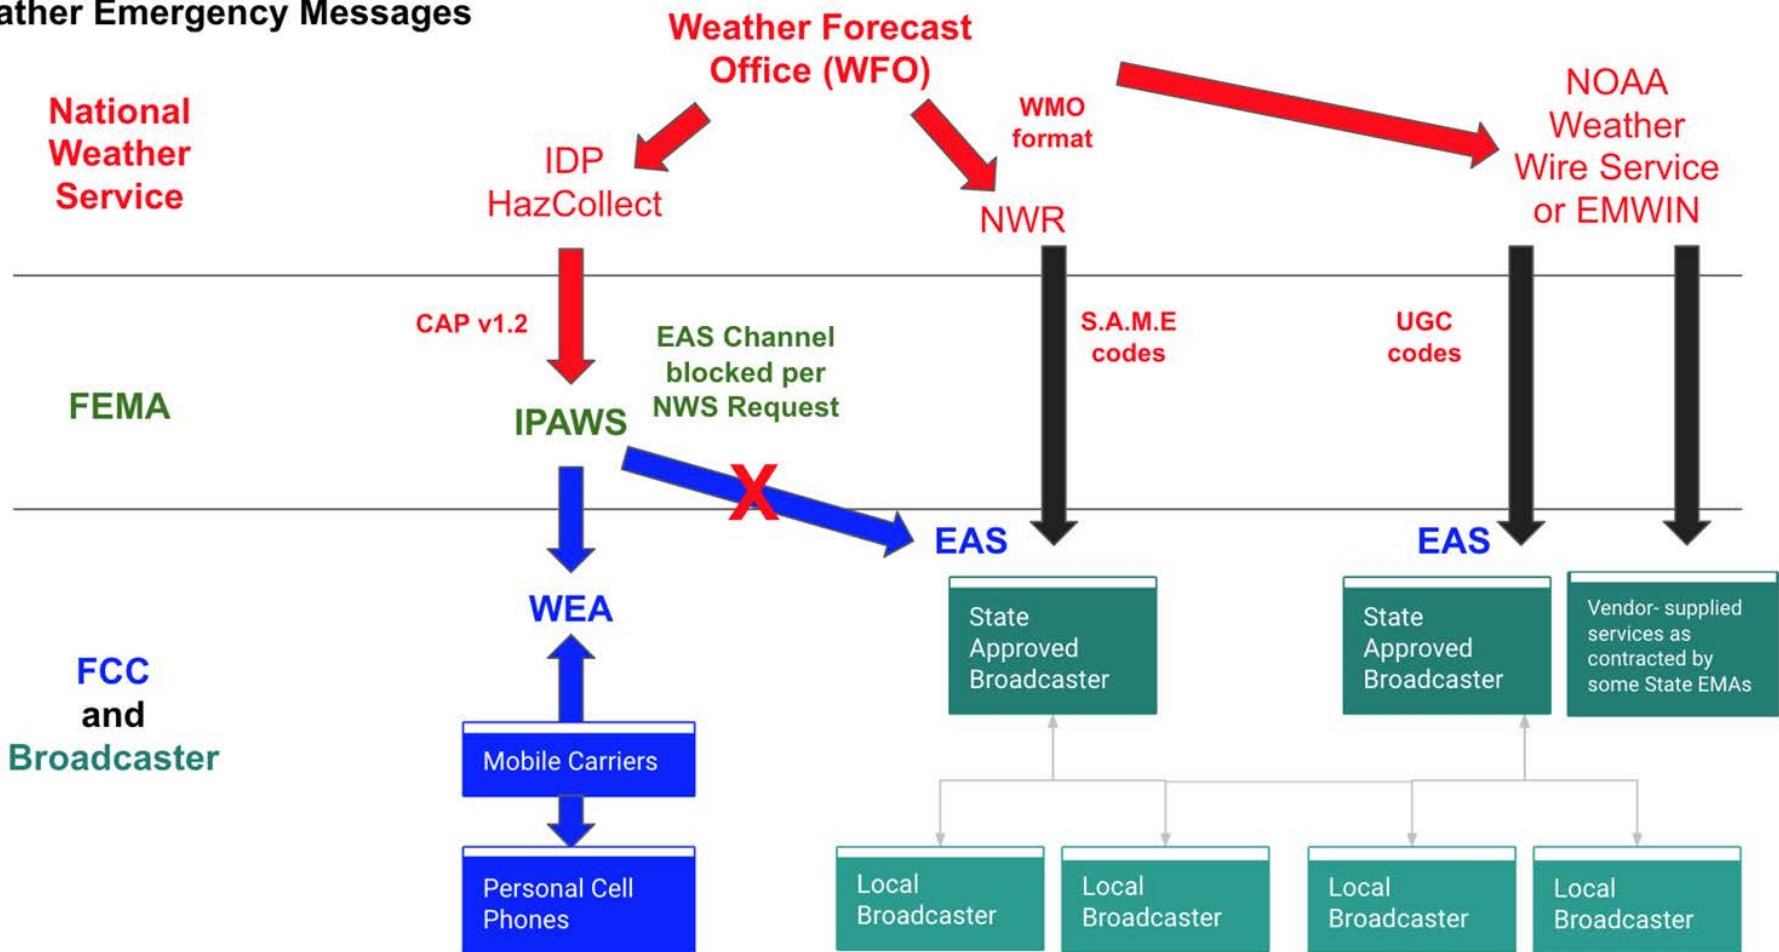 ather Emergency Messages
Weather Forecast
Office (WFO)
National
Weather
Service
IDP
HazCollect
WMO
format
NWR
NOAA
Weather
Wire Service
or EMWIN
CAP v1.2
EAS Channel
blocked per
NWS Request
S.A.M.E
codes
UGC
codes
FEMA
IPAWS
X
EAS
EAS
WEA
State
Approved
Broadcaster
State
Approved
Broadcaster
Vendor- supplied
services as
contracted by
some State EMAs
FCC
and
Broadcaster
Mobile Carriers
Personal Cell
Phones
Local
Broadcaster
Local
Broadcaster
Local
Broadcaster
Local
Broadcaster